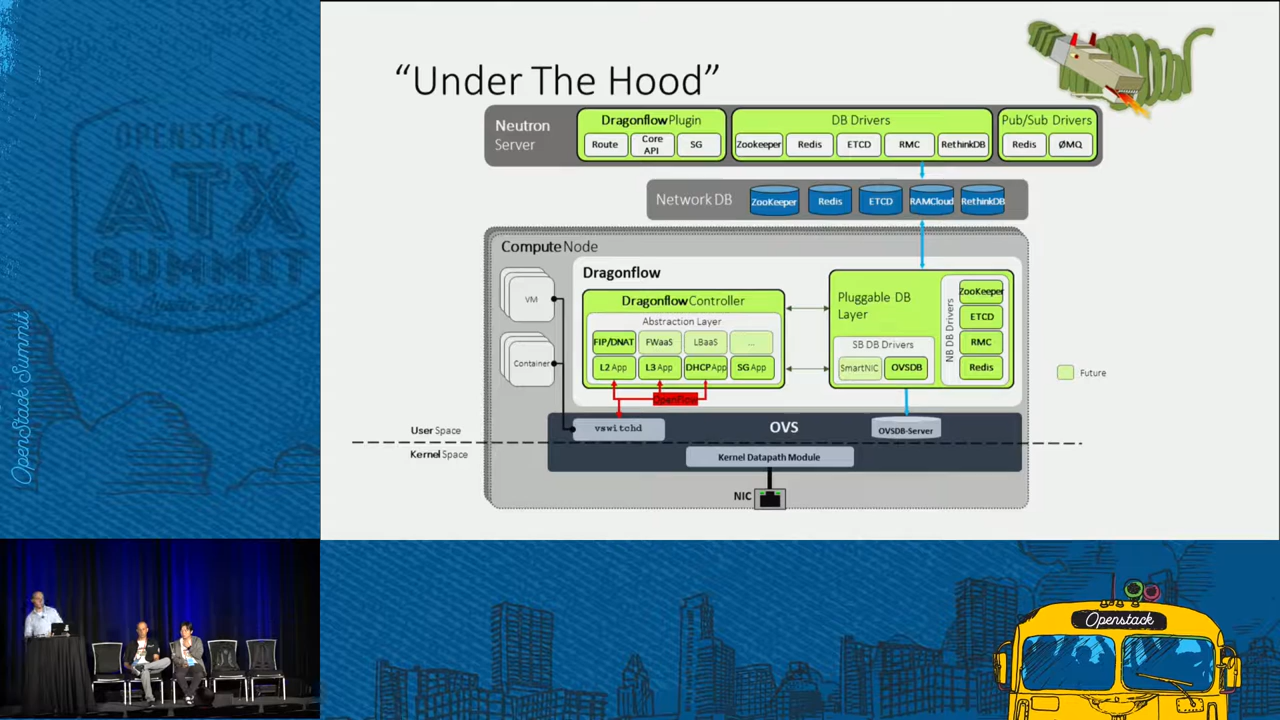 “Under The Hood”
Neutron
Server
Dragonflow Plugin
Route
Core
API
SG
DB Drivers
Zookeeper
Redis
ETCD
RMC
RethinkDB
Pub/Sub Drivers
Redis
ØMQ
Network DB
ZooKeeper
Redis
ETCD
RAMCloud
RethinkDB
Compute Node
VM
Container
Dragonflow
Dragonflow Controller
Abstraction Layer
FIP/DNAT
FWaaS
LBaaS
...
L2 App
L3 App
DHCP App
SG App
OpenFlow
Pluggable DB
Layer
SB DB Drivers
SmartNIC
OVSDB
NB DB Drivers
ZooKeeper
ETCD
RMC
Redis
Future
User Space
Kernel Space
vswitchd
OVS
OVSDB-Server
Kernel Datapath Module
NIC
OPENSTACK
ATX
SUMMIT
OpenStack Summit
Openstack